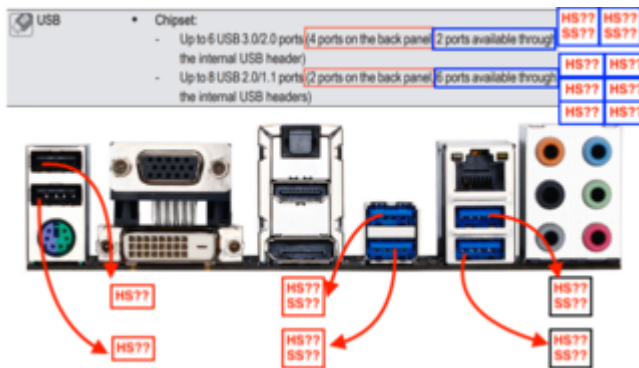 USB
• Chipset:
- Up to 6 USB 3.0/2.0 ports (4 ports on the back panel, 2 ports available through
the internal USB header)
- Up to 8 USB 2.0/1.1 ports (2 ports on the back panel, 6 ports available through
the internal USB headers)
HS?? HS??
SS?? SS??
HS?? HS??
HS?? HS??
HS?? HS??
HS??
HS??
SS??
HS??
SS??
HS??
HS??
SS??
HS??
SS??